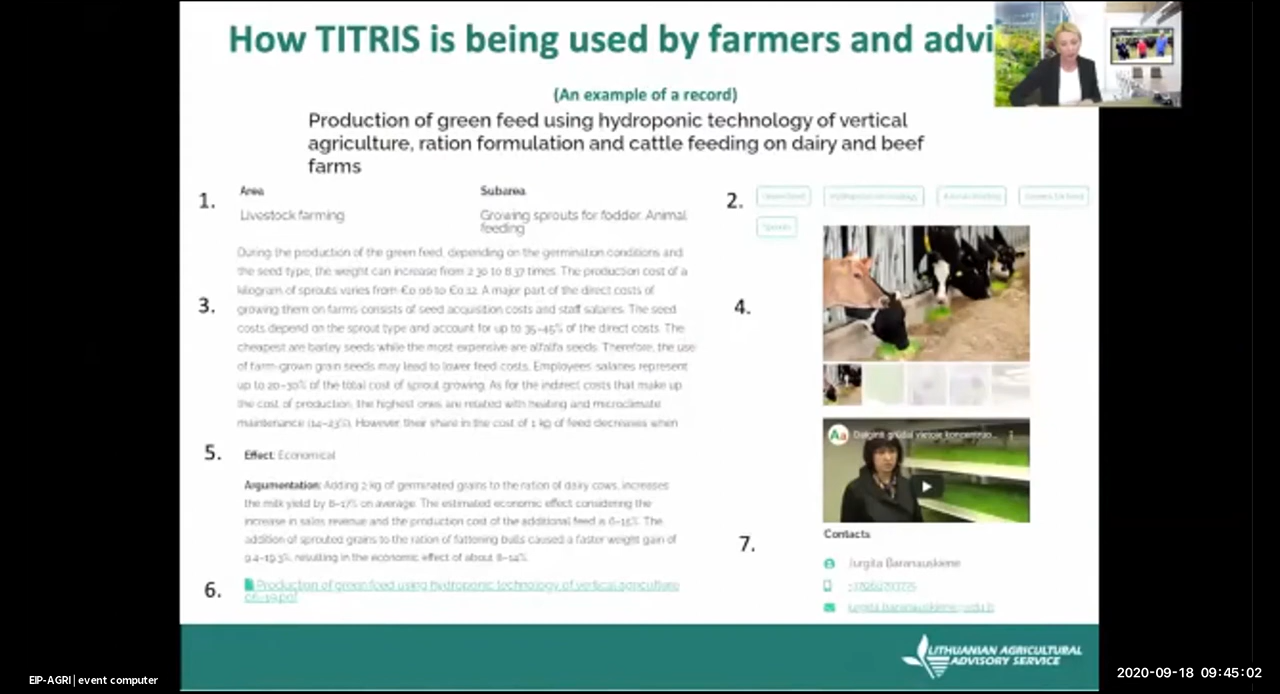 How TITRIS is being used by farmers and advi
(An example of a record)
Production of green feed using hydroponic technology of vertical
agriculture, ration formulation and cattle feeding on dairy and beef
farms
1.
Area
Livestock farming
Subarea
Growing sprouts for fodder. Animal
feeding
2.
3.
During the production of the green feed, depending on the germination conditions and
the seed type, the weight can increase from 2.30 to 8.37 times. The production cost of a
kilogram of sprouts varies from €0.06 to €0.12. A major part of the direct costs of
growing them on farms consists of seed acquisition costs and staff salaries. The seed
costs depend on the sprout type and account for up to 35-45% of the direct costs. The
cheapest are barley seeds while the most expensive are alfalfa seeds. Therefore, the use
of farm-grown grain seeds may lead to lower feed costs. Employees' salaries represent
up to 20-30% of the total cost of sprout growing. As for the indirect costs that make up
the cost of production, the highest ones are related with heating and microclimate
maintenance (14-23%). However their share in the cost of 1 kg of feed decreases when
4.
Aa
5.
Effect: Economical
Argumentation: Adding 2 kg of germinated grains to the ration of dairy cows, increases
the milk yield by 8-17% on average. The estimated economic effect considering the
increase in sales revenue and the production cost of the additional feed is 6-15%. The
addition of sprouted grains to the ration of fattening bulls caused a faster weight gain of
9.4-19.3%, resulting in the economic effect of about 8-14%.
6.
Production of green feed using hydroponic technology of vertical agriculture
06-19.pdf
7.
Contacts
Jurgita Baranauskienė
LITHUANIAN AGRICULTURAL
ADVISORY SERVICE
EIP-AGRI | event computer
2020-09-18 09:45:02